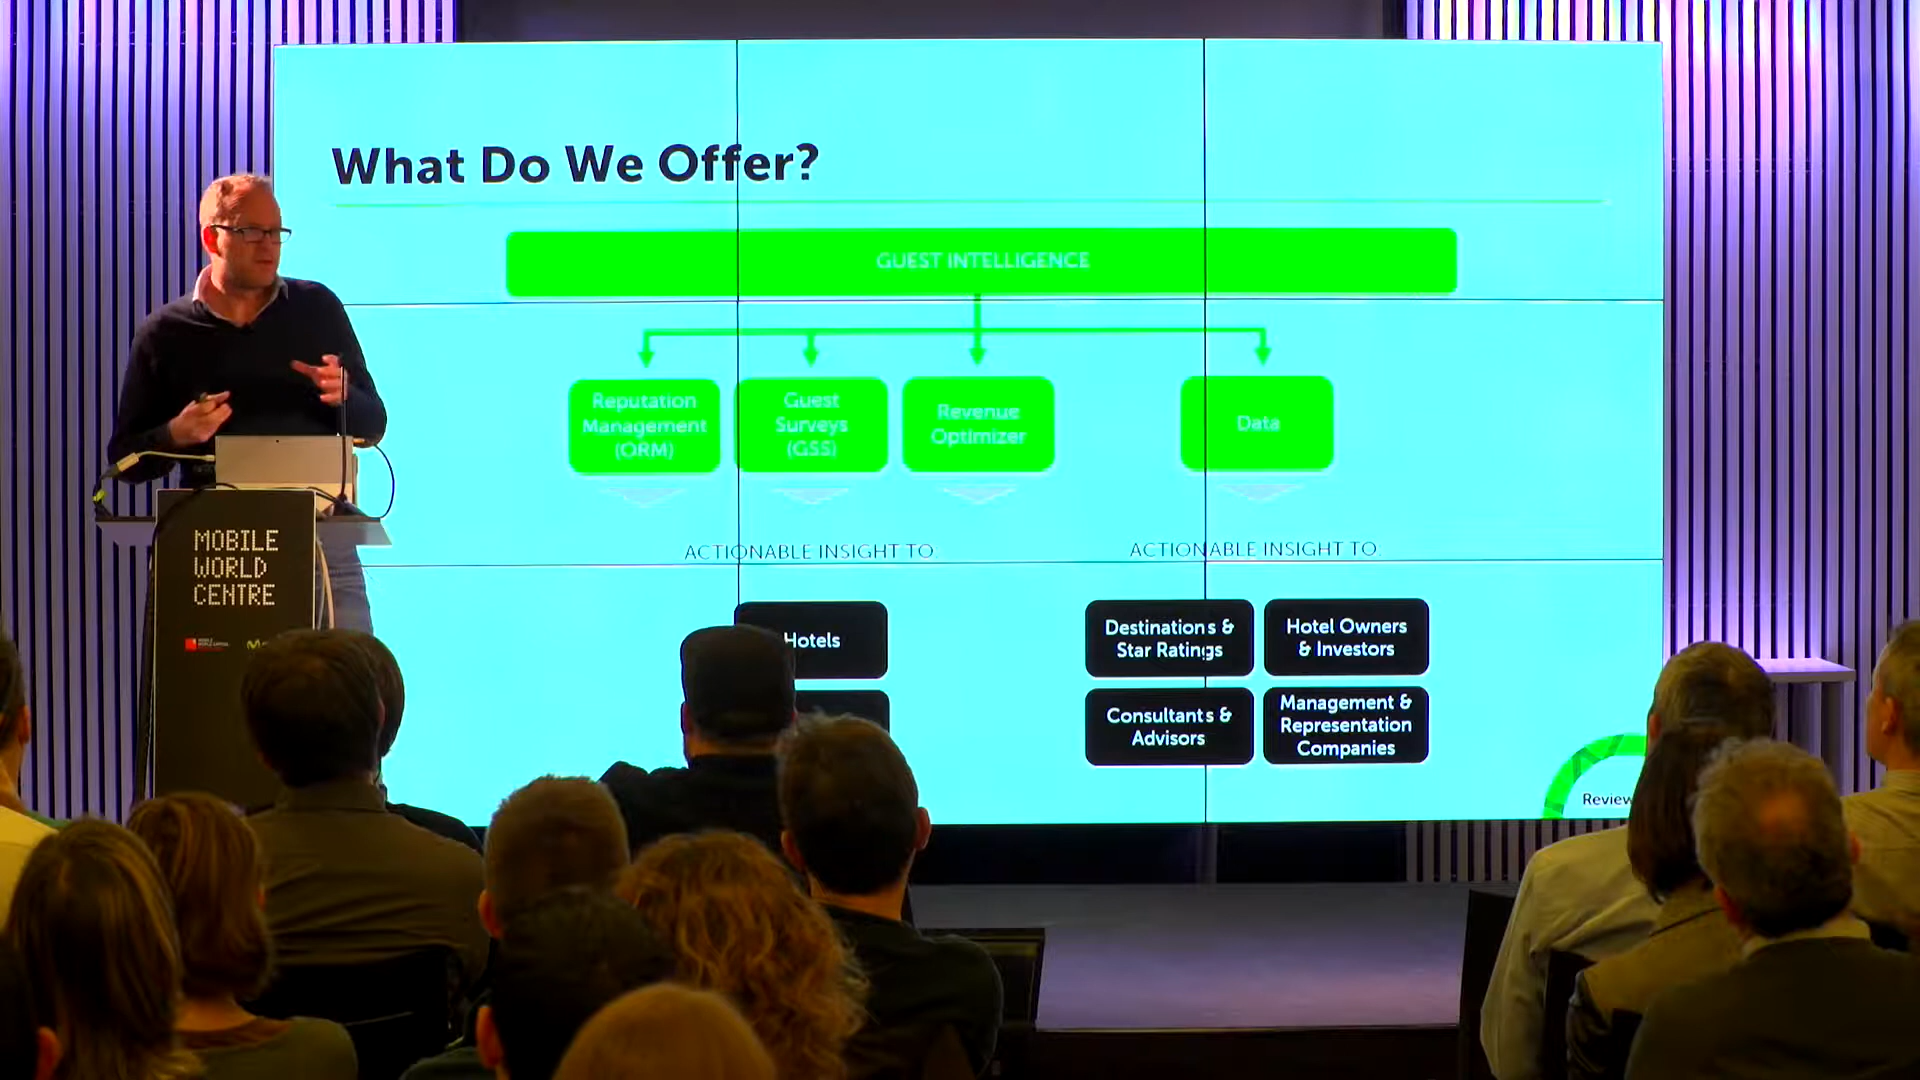 What Do We Offer?
GUEST INTELLIGENCE
Reputation
Management
(ORM)
Guest
Surveys
(GSS)
Revenue
Optimizer
Data
ACTIONABLE INSIGHT TO:
ACTIONABLE INSIGHT TO:
Hotels
Destinations &
Star Ratings
Hotel Owners
& Investors
Consultants &
Advisors
Management &
Representation
Companies
Review
MOBILE
WORLD
CENTRE